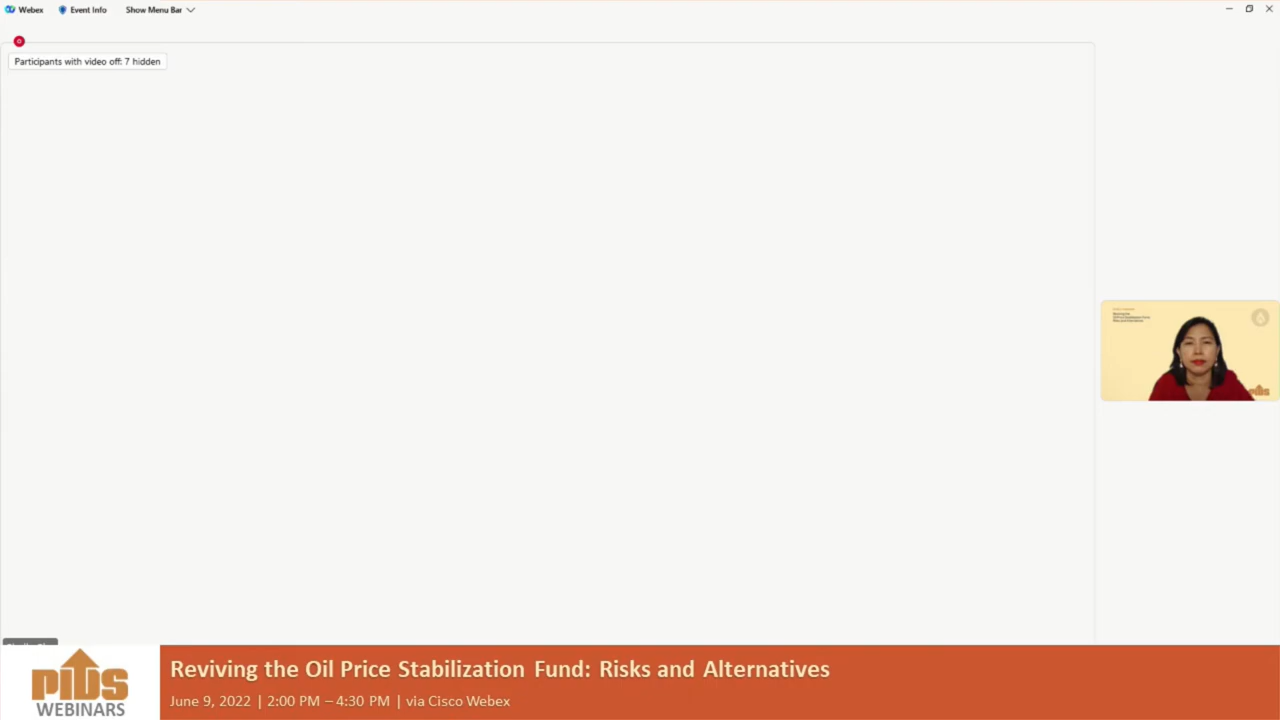 Webex Event Info Show Menu Bar
Participants with video off: 7 hidden
PIDS
WEBINARS
Reviving the Oil Price Stabilization Fund: Risks and Alternatives
June 9, 2022 | 2:00 PM – 4:30 PM | via Cisco Webex